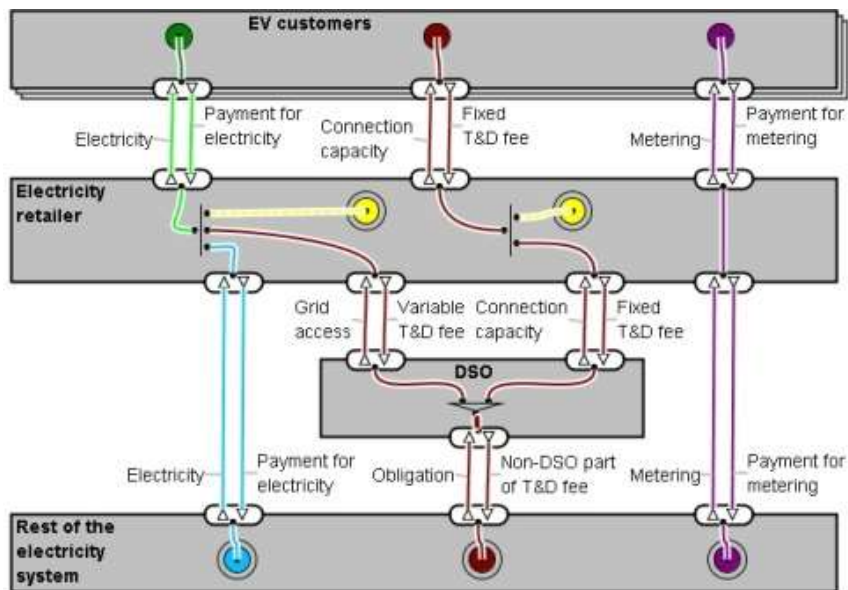 EV customers
Electricity
Payment for
electricity
Connection
capacity
Fixed
T&D fee
Metering
Payment for
metering
Electricity
retailer
Grid
access
Variable
T&D fee
Connection
capacity
Fixed
T&D fee
DSO
Electricity
Payment for
electricity
Obligation
Non-DSO part
of T&D fee
Metering
Payment for
metering
Rest of the
electricity
system